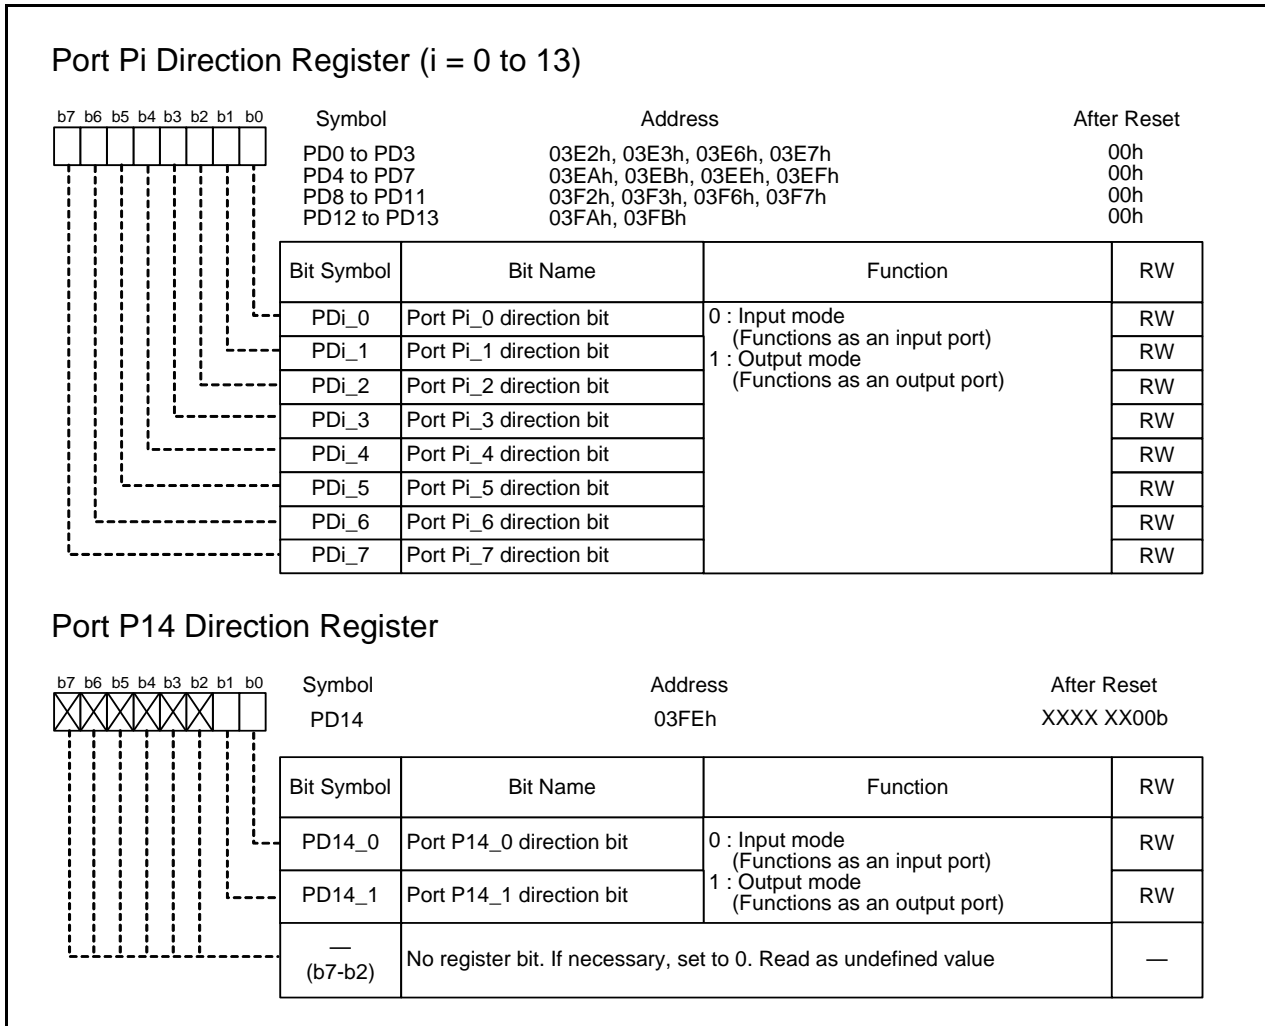 Port Pi Direction Register (i = 0 to 13)
b7 b6 b5 b4 b3 b2 b1 b0
Symbol Address After Reset
PD0 to PD3 03E2h, 03E3h, 03E6h, 03E7h 00h
PD4 to PD7 03EAh, 03EBh, 03EEh, 03EFh 00h
PD8 to PD11 03F2h, 03F3h, 03F6h, 03F7h 00h
PD12 to PD13 03FAh, 03FBh 00h
Bit Symbol Bit Name Function RW
PDi_0 Port Pi_0 direction bit 0 : Input mode RW
(Functions as an input port)
PDi_1 Port Pi_1 direction bit 1 : Output mode RW
(Functions as an output port)
PDi_2 Port Pi_2 direction bit RW
PDi_3 Port Pi_3 direction bit RW
PDi_4 Port Pi_4 direction bit RW
PDi_5 Port Pi_5 direction bit RW
PDi_6 Port Pi_6 direction bit RW
PDi_7 Port Pi_7 direction bit RW
Port P14 Direction Register
b7 b6 b5 b4 b3 b2 b1 b0
Symbol Address After Reset
PD14 03FEh XXXX XX00b
Bit Symbol Bit Name Function RW
PD14_0 Port P14_0 direction bit 0 : Input mode RW
(Functions as an input port)
PD14_1 Port P14_1 direction bit 1 : Output mode RW
(Functions as an output port)
—
(b7-b2) No register bit. If necessary, set to 0. Read as undefined value —